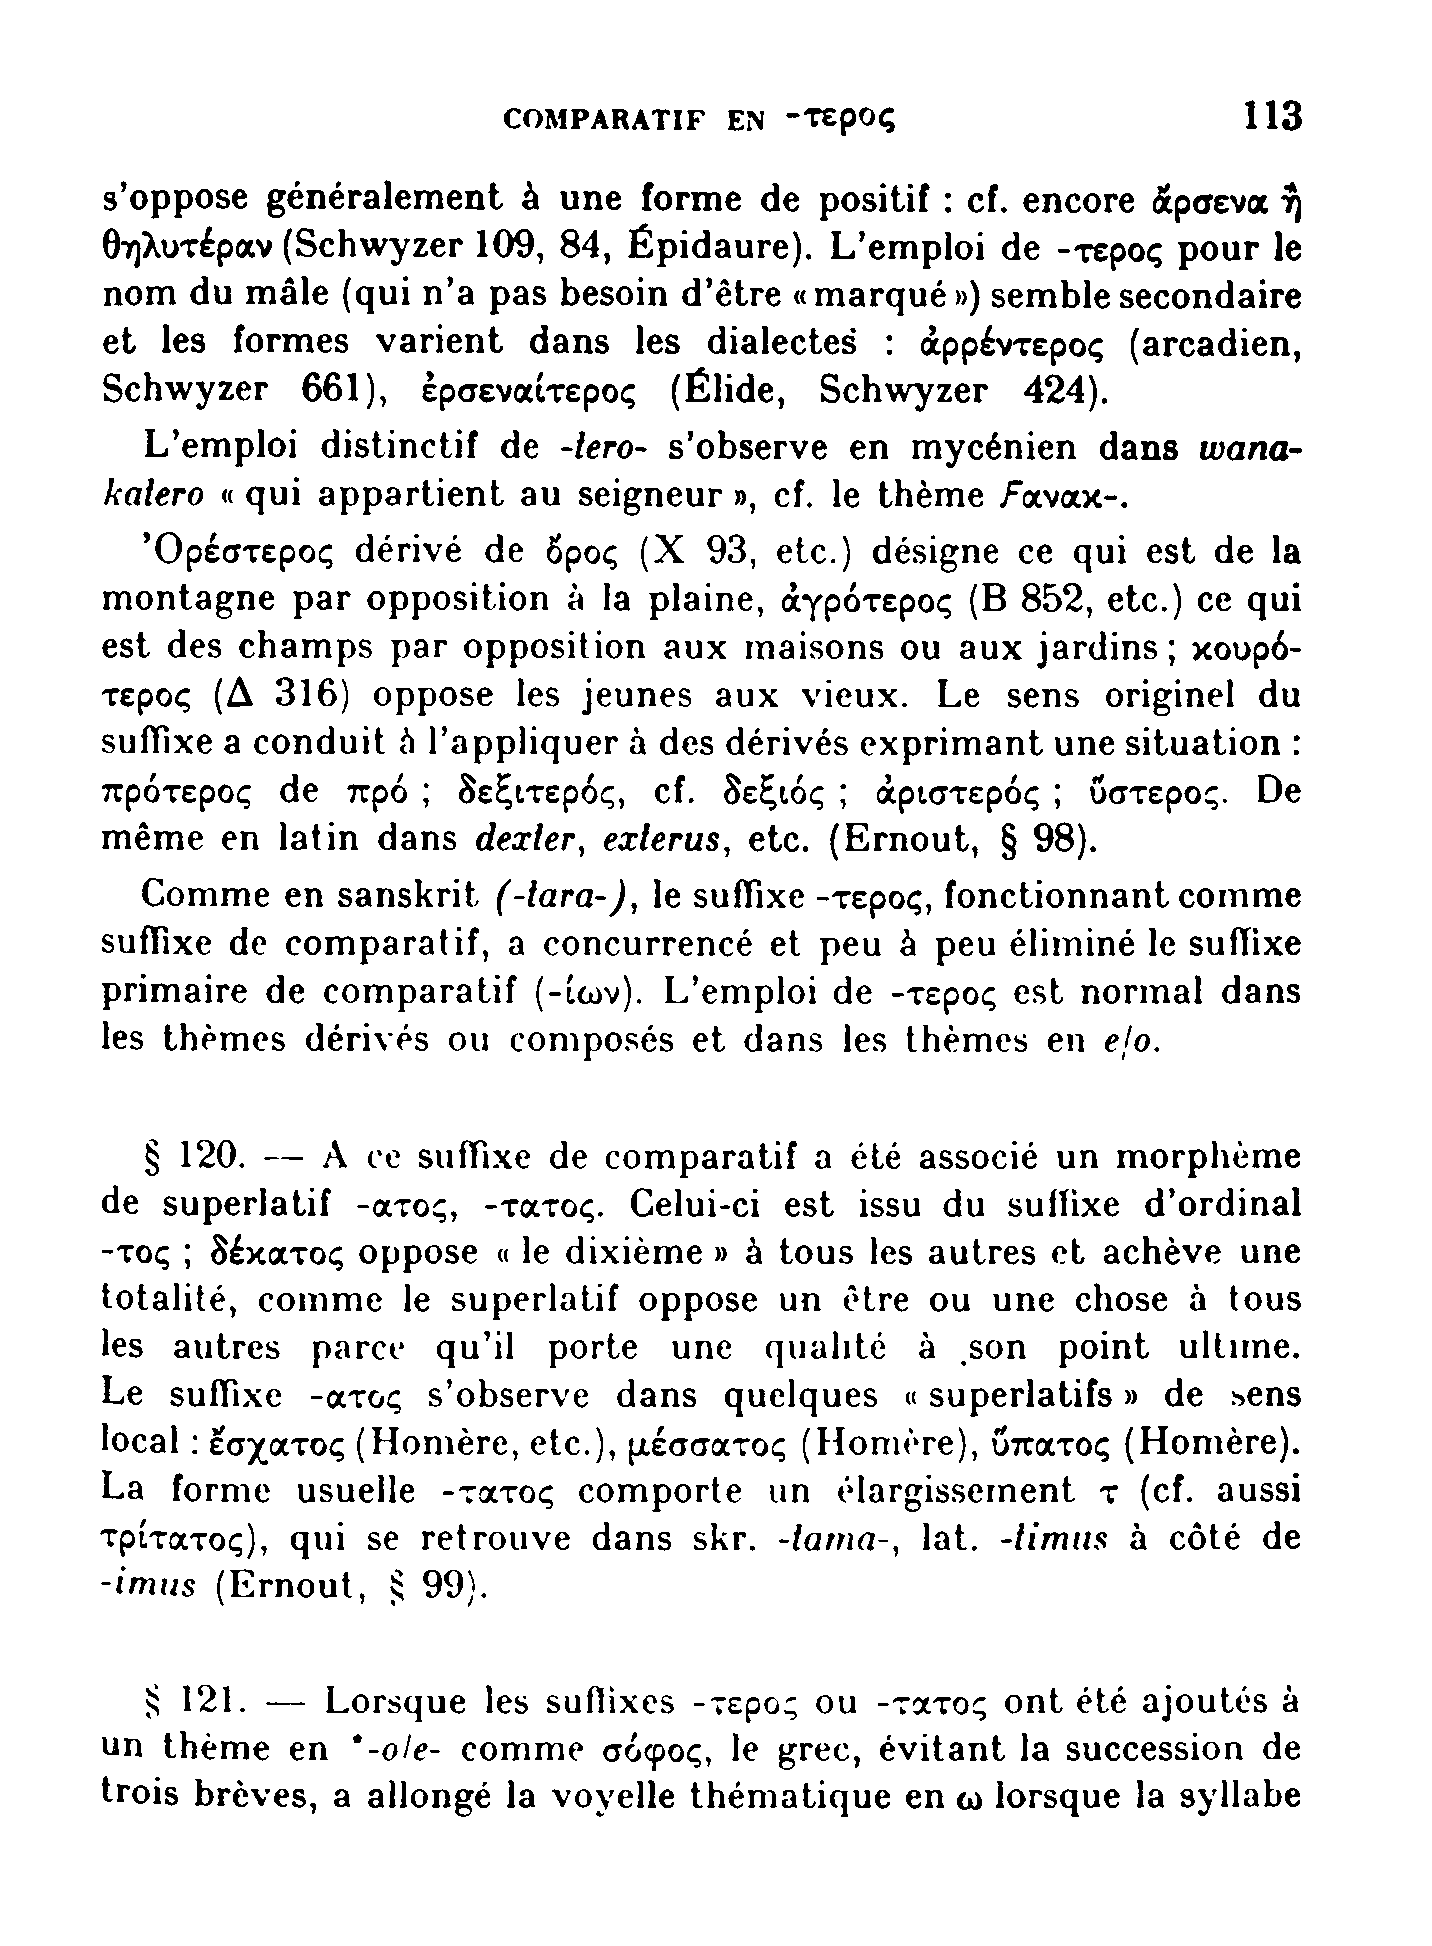 COMPARATIF EN -τερος 113
s'oppose généralement à une forme de positif : cf. encore ἄρσενα ἢ
θηλυτέραν (Schwyzer 109, 84, Épidaure). L'emploi de -τερος pour le
nom du mâle (qui n'a pas besoin d'être « marqué ») semble secondaire
et les formes varient dans les dialectes : ἀρρέντερος (arcadien,
Schwyzer 661), ἐρσεναίτερος (Élide, Schwyzer 424).
L'emploi distinctif de -tero- s'observe en mycénien dans wana-
katero « qui appartient au seigneur », cf. le thème Ϝανακ-.
Ὀρέστερος dérivé de ὄρος (X 93, etc.) désigne ce qui est de la
montagne par opposition à la plaine, ἀγρότερος (B 852, etc.) ce qui
est des champs par opposition aux maisons ou aux jardins ; κουρό-
τερος (Δ 316) oppose les jeunes aux vieux. Le sens originel du
suffixe a conduit à l'appliquer à des dérivés exprimant une situation :
πρότερος de πρό ; δεξιτερός, cf. δεξιός ; ἀριστερός ; ὕστερος. De
même en latin dans dexter, exterus, etc. (Ernout, § 98).
Comme en sanskrit (-tara-), le suffixe -τερος, fonctionnant comme
suffixe de comparatif, a concurrencé et peu à peu éliminé le suffixe
primaire de comparatif (-ίων). L'emploi de -τερος est normal dans
les thèmes dérivés ou composés et dans les thèmes en e/o.
§ 120. — A ce suffixe de comparatif a été associé un morphème
de superlatif -ατος, -τατος. Celui-ci est issu du suffixe d'ordinal
-τος ; δέκατος oppose « le dixième » à tous les autres et achève une
totalité, comme le superlatif oppose un être ou une chose à tous
les autres parce qu'il porte une qualité à son point ultime.
Le suffixe -ατος s'observe dans quelques « superlatifs » de sens
local : ἔσχατος (Homère, etc.), μέσσατος (Homère), ὕπατος (Homère).
La forme usuelle -τατος comporte un élargissement τ (cf. aussi
τρίτατος), qui se retrouve dans skr. -tama-, lat. -timus à côté de
-imus (Ernout, § 99).
§ 121. — Lorsque les suffixes -τερος ou -τατος ont été ajoutés à
un thème en *-o/e- comme σόφος, le grec, évitant la succession de
trois brèves, a allongé la voyelle thématique en ω lorsque la syllabe